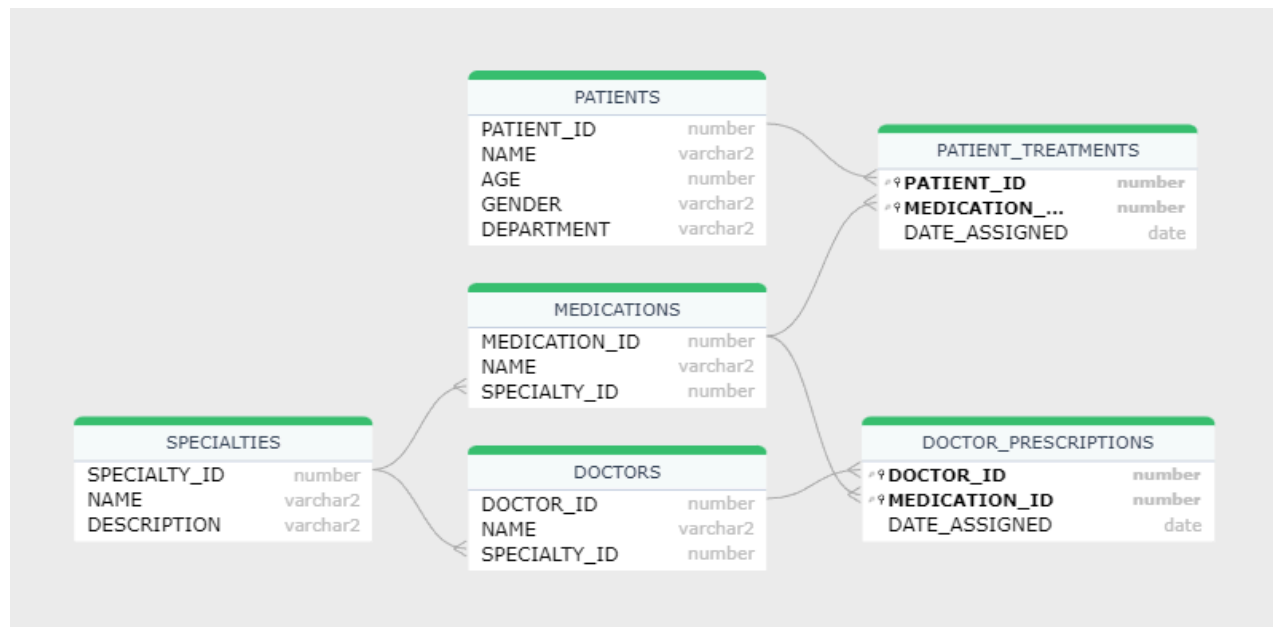 PATIENTS
PATIENT_ID number
NAME varchar2
AGE number
GENDER varchar2
DEPARTMENT varchar2
PATIENT_TREATMENTS
PATIENT_ID number
MEDICATION_... number
DATE_ASSIGNED date
MEDICATIONS
MEDICATION_ID number
NAME varchar2
SPECIALTY_ID number
SPECIALTIES
SPECIALTY_ID number
NAME varchar2
DESCRIPTION varchar2
DOCTORS
DOCTOR_ID number
NAME varchar2
SPECIALTY_ID number
DOCTOR_PRESCRIPTIONS
DOCTOR_ID number
MEDICATION_ID number
DATE_ASSIGNED date